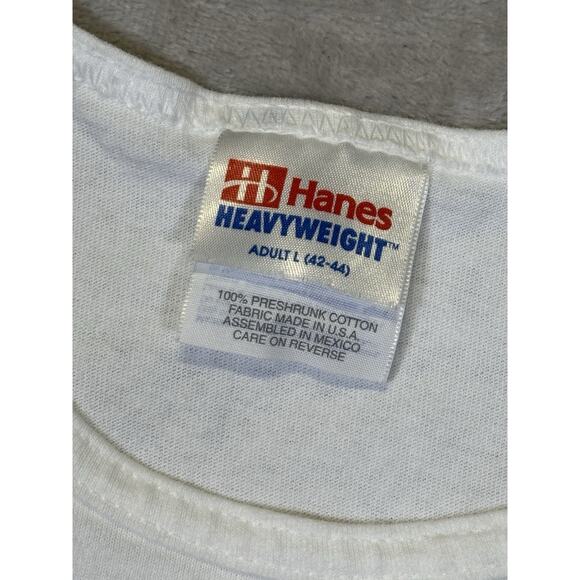 Hanes
HEAVYWEIGHT™
ADULT L (42-44)
100% PRESHRUNK COTTON
FABRIC MADE IN U.S.A.
ASSEMBLED IN MEXICO
CARE ON REVERSE